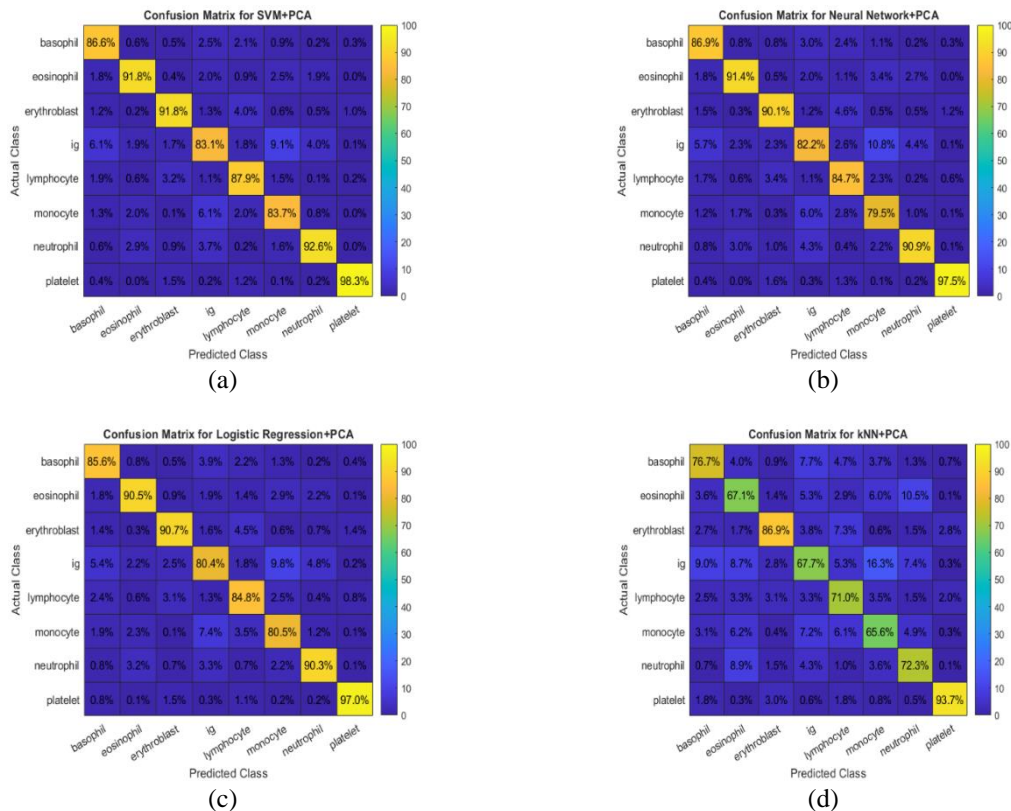 Confusion Matrix for SVM+PCA
Actual Class
basophil 86.6% 0.6% 0.5% 2.5% 2.1% 0.9% 0.2% 0.3%
eosinophil 1.8% 91.8% 0.4% 2.0% 0.9% 2.5% 1.9% 0.0%
erythroblast 1.2% 0.2% 91.8% 1.3% 4.0% 0.6% 0.5% 1.0%
ig 6.1% 1.9% 1.7% 83.1% 1.8% 9.1% 4.0% 0.1%
lymphocyte 1.9% 0.6% 3.2% 1.1% 87.9% 1.5% 0.1% 0.2%
monocyte 1.3% 2.0% 0.1% 6.1% 2.0% 83.7% 0.8% 0.0%
neutrophil 0.6% 2.9% 0.9% 3.7% 0.2% 1.6% 92.6% 0.0%
platelet 0.4% 0.0% 1.5% 0.2% 1.2% 0.1% 0.2% 98.3%
basophil eosinophil erythroblast ig lymphocyte monocyte neutrophil platelet
Predicted Class
100
90
80
70
60
50
40
30
20
10
0
(a)
Confusion Matrix for Neural Network+PCA
Actual Class
basophil 86.9% 0.8% 0.8% 3.0% 2.4% 1.1% 0.2% 0.3%
eosinophil 1.8% 91.4% 0.5% 2.0% 1.1% 3.4% 2.7% 0.0%
erythroblast 1.5% 0.3% 90.1% 1.2% 4.6% 0.5% 0.5% 1.2%
ig 5.7% 2.3% 2.3% 82.2% 2.6% 10.8% 4.4% 0.1%
lymphocyte 1.7% 0.6% 3.4% 1.1% 84.7% 2.3% 0.2% 0.6%
monocyte 1.2% 1.7% 0.3% 6.0% 2.8% 79.5% 1.0% 0.1%
neutrophil 0.8% 3.0% 1.0% 4.3% 0.4% 2.2% 90.9% 0.1%
platelet 0.4% 0.0% 1.6% 0.3% 1.3% 0.1% 0.2% 97.5%
basophil eosinophil erythroblast ig lymphocyte monocyte neutrophil platelet
Predicted Class
100
90
80
70
60
50
40
30
20
10
0
(b)
Confusion Matrix for Logistic Regression+PCA
Actual Class
basophil 85.6% 0.8% 0.5% 3.9% 2.2% 1.3% 0.2% 0.4%
eosinophil 1.8% 90.5% 0.9% 1.9% 1.4% 2.9% 2.2% 0.1%
erythroblast 1.4% 0.3% 90.7% 1.6% 4.5% 0.6% 0.7% 1.4%
ig 5.4% 2.2% 2.5% 80.4% 1.8% 9.8% 4.8% 0.2%
lymphocyte 2.4% 0.6% 3.1% 1.3% 84.8% 2.5% 0.4% 0.8%
monocyte 1.9% 2.3% 0.1% 7.4% 3.5% 80.5% 1.2% 0.1%
neutrophil 0.8% 3.2% 0.7% 3.3% 0.7% 2.2% 90.3% 0.1%
platelet 0.8% 0.1% 1.5% 0.3% 1.0% 0.2% 0.2% 97.0%
basophil eosinophil erythroblast ig lymphocyte monocyte neutrophil platelet
Predicted Class
100
90
80
70
60
50
40
30
20
10
0
(c)
Confusion Matrix for kNN+PCA
Actual Class
basophil 76.7% 4.0% 0.9% 7.7% 4.7% 3.7% 1.3% 0.7%
eosinophil 3.6% 67.1% 1.4% 5.3% 2.9% 6.0% 10.5% 0.1%
erythroblast 2.7% 1.7% 86.9% 3.8% 7.3% 0.6% 1.5% 2.8%
ig 9.0% 8.7% 2.8% 67.7% 5.3% 16.3% 7.4% 0.3%
lymphocyte 2.5% 3.3% 3.1% 3.3% 71.0% 3.5% 1.5% 2.0%
monocyte 3.1% 6.2% 0.4% 7.2% 6.1% 65.6% 4.9% 0.3%
neutrophil 0.7% 8.9% 1.5% 4.3% 1.0% 3.6% 72.3% 0.1%
platelet 1.8% 0.3% 3.0% 0.6% 1.8% 0.8% 0.5% 93.7%
basophil eosinophil erythroblast ig lymphocyte monocyte neutrophil platelet
Predicted Class
100
90
80
70
60
50
40
30
20
10
0
(d)